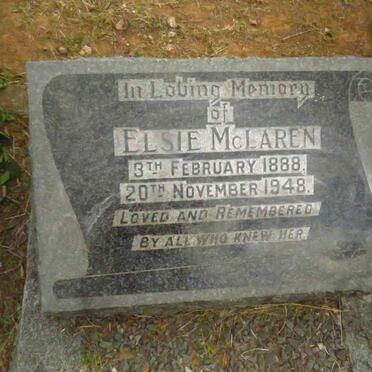 In Loving Memory
of
ELSIE MCLAREN
3TH FEBRUARY 1888.
20TH NOVEMBER 1948.
LOVED AND REMEMBERED
BY ALL WHO KNEW HER.